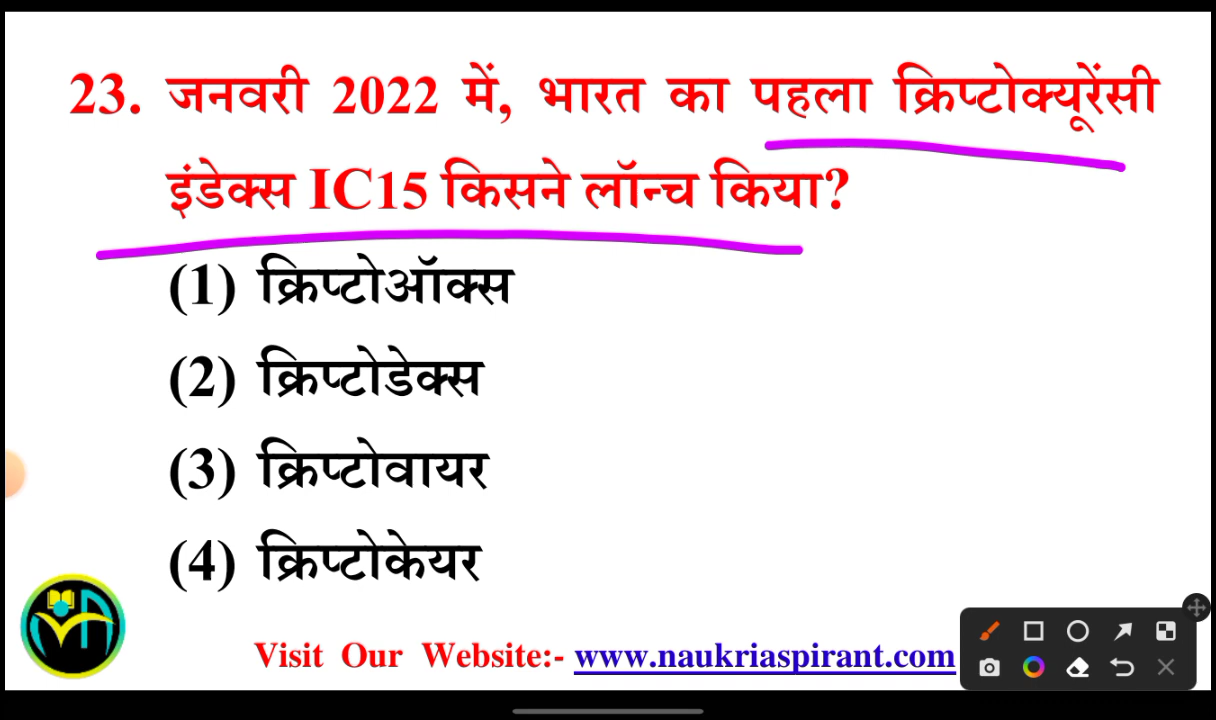 23. जनवरी 2022 में, भारत का पहला क्रिप्टोक्यूरेंसी
इंडेक्स IC15 किसने लॉन्च किया?
(1) क्रिप्टोऑक्स
(2) क्रिप्टोडेक्स
(3) क्रिप्टोवायर
(4) क्रिप्टोकेयर
Visit Our Website:- www.naukriaspirant.com